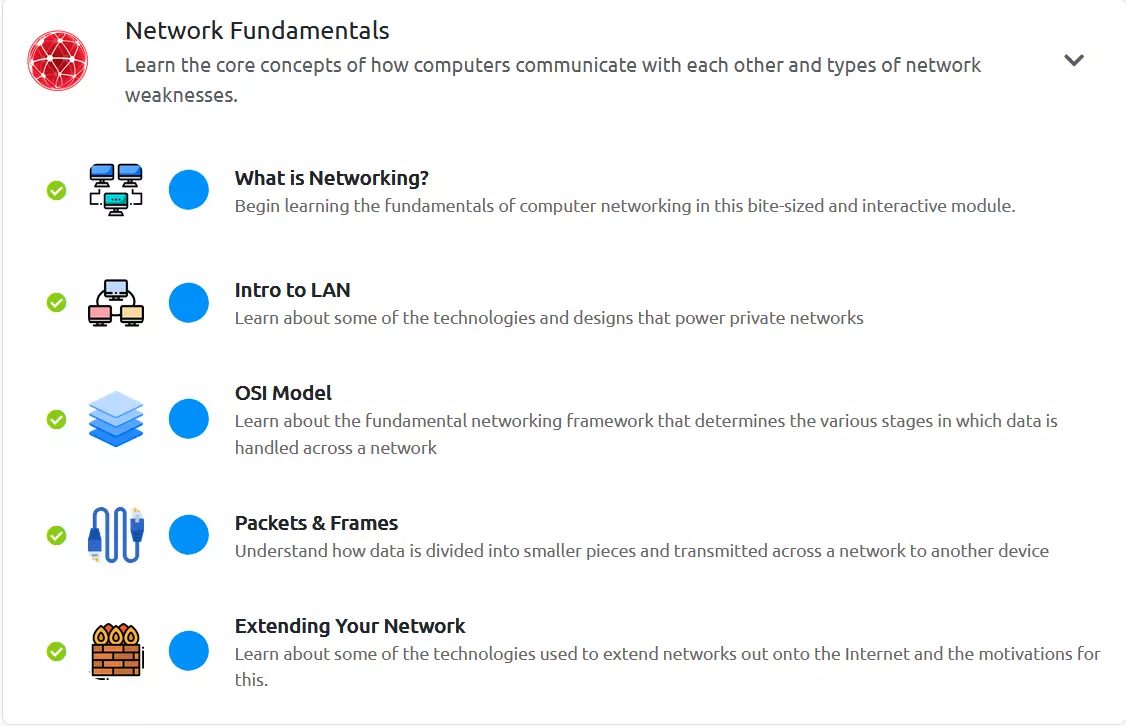 Network Fundamentals
Learn the core concepts of how computers communicate with each other and types of network
weaknesses.
What is Networking?
Begin learning the fundamentals of computer networking in this bite-sized and interactive module.
Intro to LAN
Learn about some of the technologies and designs that power private networks
OSI Model
Learn about the fundamental networking framework that determines the various stages in which data is
handled across a network
Packets & Frames
Understand how data is divided into smaller pieces and transmitted across a network to another device
Extending Your Network
Learn about some of the technologies used to extend networks out onto the Internet and the motivations for
this.